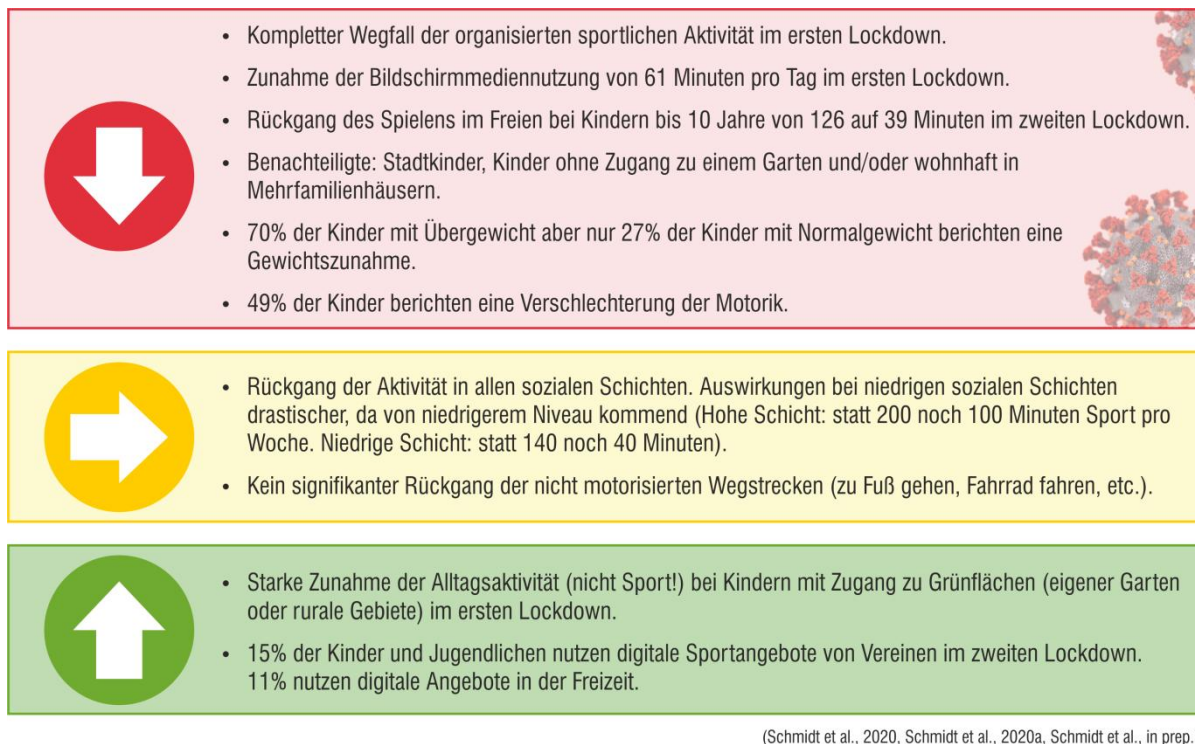 • Kompletter Wegfall der organisierten sportlichen Aktivität im ersten Lockdown.
• Zunahme der Bildschirmmediennutzung von 61 Minuten pro Tag im ersten Lockdown.
• Rückgang des Spielens im Freien bei Kindern bis 10 Jahre von 126 auf 39 Minuten im zweiten Lockdown.
• Benachteiligte: Stadtkinder, Kinder ohne Zugang zu einem Garten und/oder wohnhaft in
Mehrfamilienhäusern.
• 70% der Kinder mit Übergewicht aber nur 27% der Kinder mit Normalgewicht berichten eine
Gewichtszunahme.
• 49% der Kinder berichten eine Verschlechterung der Motorik.
• Rückgang der Aktivität in allen sozialen Schichten. Auswirkungen bei niedrigen sozialen Schichten
drastischer, da von niedrigerem Niveau kommend (Hohe Schicht: statt 200 noch 100 Minuten Sport pro
Woche. Niedrige Schicht: statt 140 noch 40 Minuten).
• Kein signifikanter Rückgang der nicht motorisierten Wegstrecken (zu Fuß gehen, Fahrrad fahren, etc.).
• Starke Zunahme der Alltagsaktivität (nicht Sport!) bei Kindern mit Zugang zu Grünflächen (eigener Garten
oder rurale Gebiete) im ersten Lockdown.
• 15% der Kinder und Jugendlichen nutzen digitale Sportangebote von Vereinen im zweiten Lockdown.
11% nutzen digitale Angebote in der Freizeit.
(Schmidt et al., 2020, Schmidt et al., 2020a, Schmidt et al., in prep.